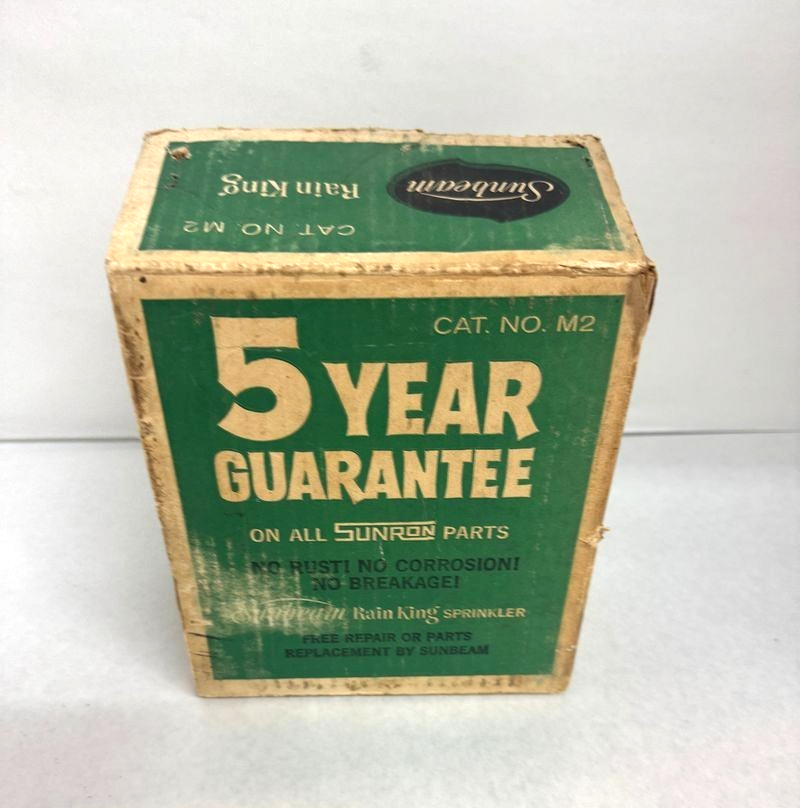 Sunbeam
Rain King
CAT. NO. M2
CAT. NO. M2
5 YEAR
GUARANTEE
ON ALL SUNRON PARTS
NO RUST! NO CORROSION!
NO BREAKAGE!
Sunbeam Rain King SPRINKLER
FREE REPAIR OR PARTS
REPLACEMENT BY SUNBEAM